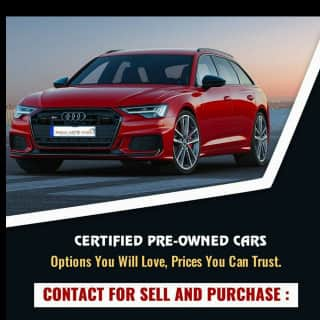 CERTIFIED PRE-OWNED CARS
Options You Will Love, Prices You Can Trust.
CONTACT FOR SELL AND PURCHASE :